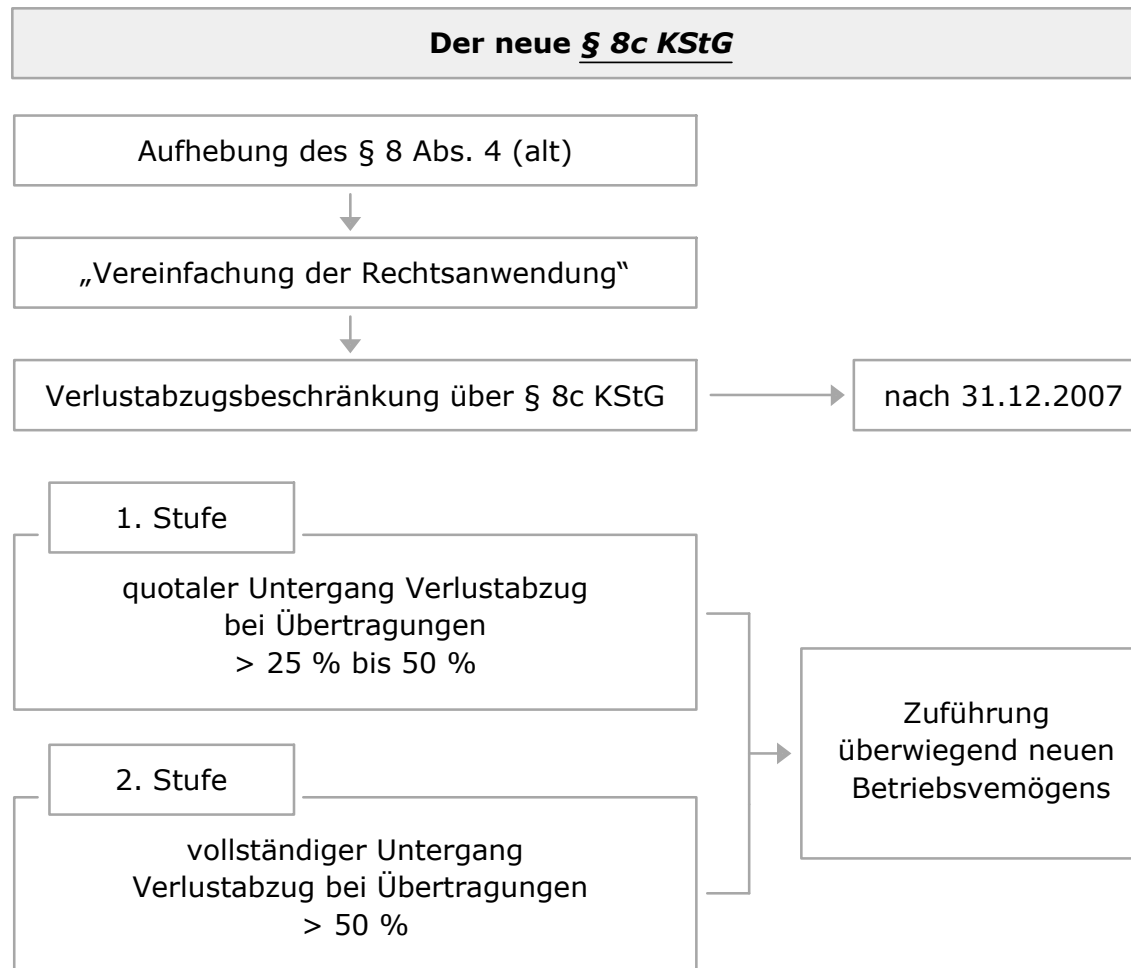 Der neue § 8c KStG
Aufhebung des § 8 Abs. 4 (alt)
„Vereinfachung der Rechtsanwendung“
Verlustabzugsbeschränkung über § 8c KStG
nach 31.12.2007
1. Stufe
quotaler Untergang Verlustabzug
bei Übertragungen
> 25 % bis 50 %
2. Stufe
vollständiger Untergang
Verlustabzug bei Übertragungen
> 50 %
Zuführung
überwiegend neuen
Betriebsvemögens